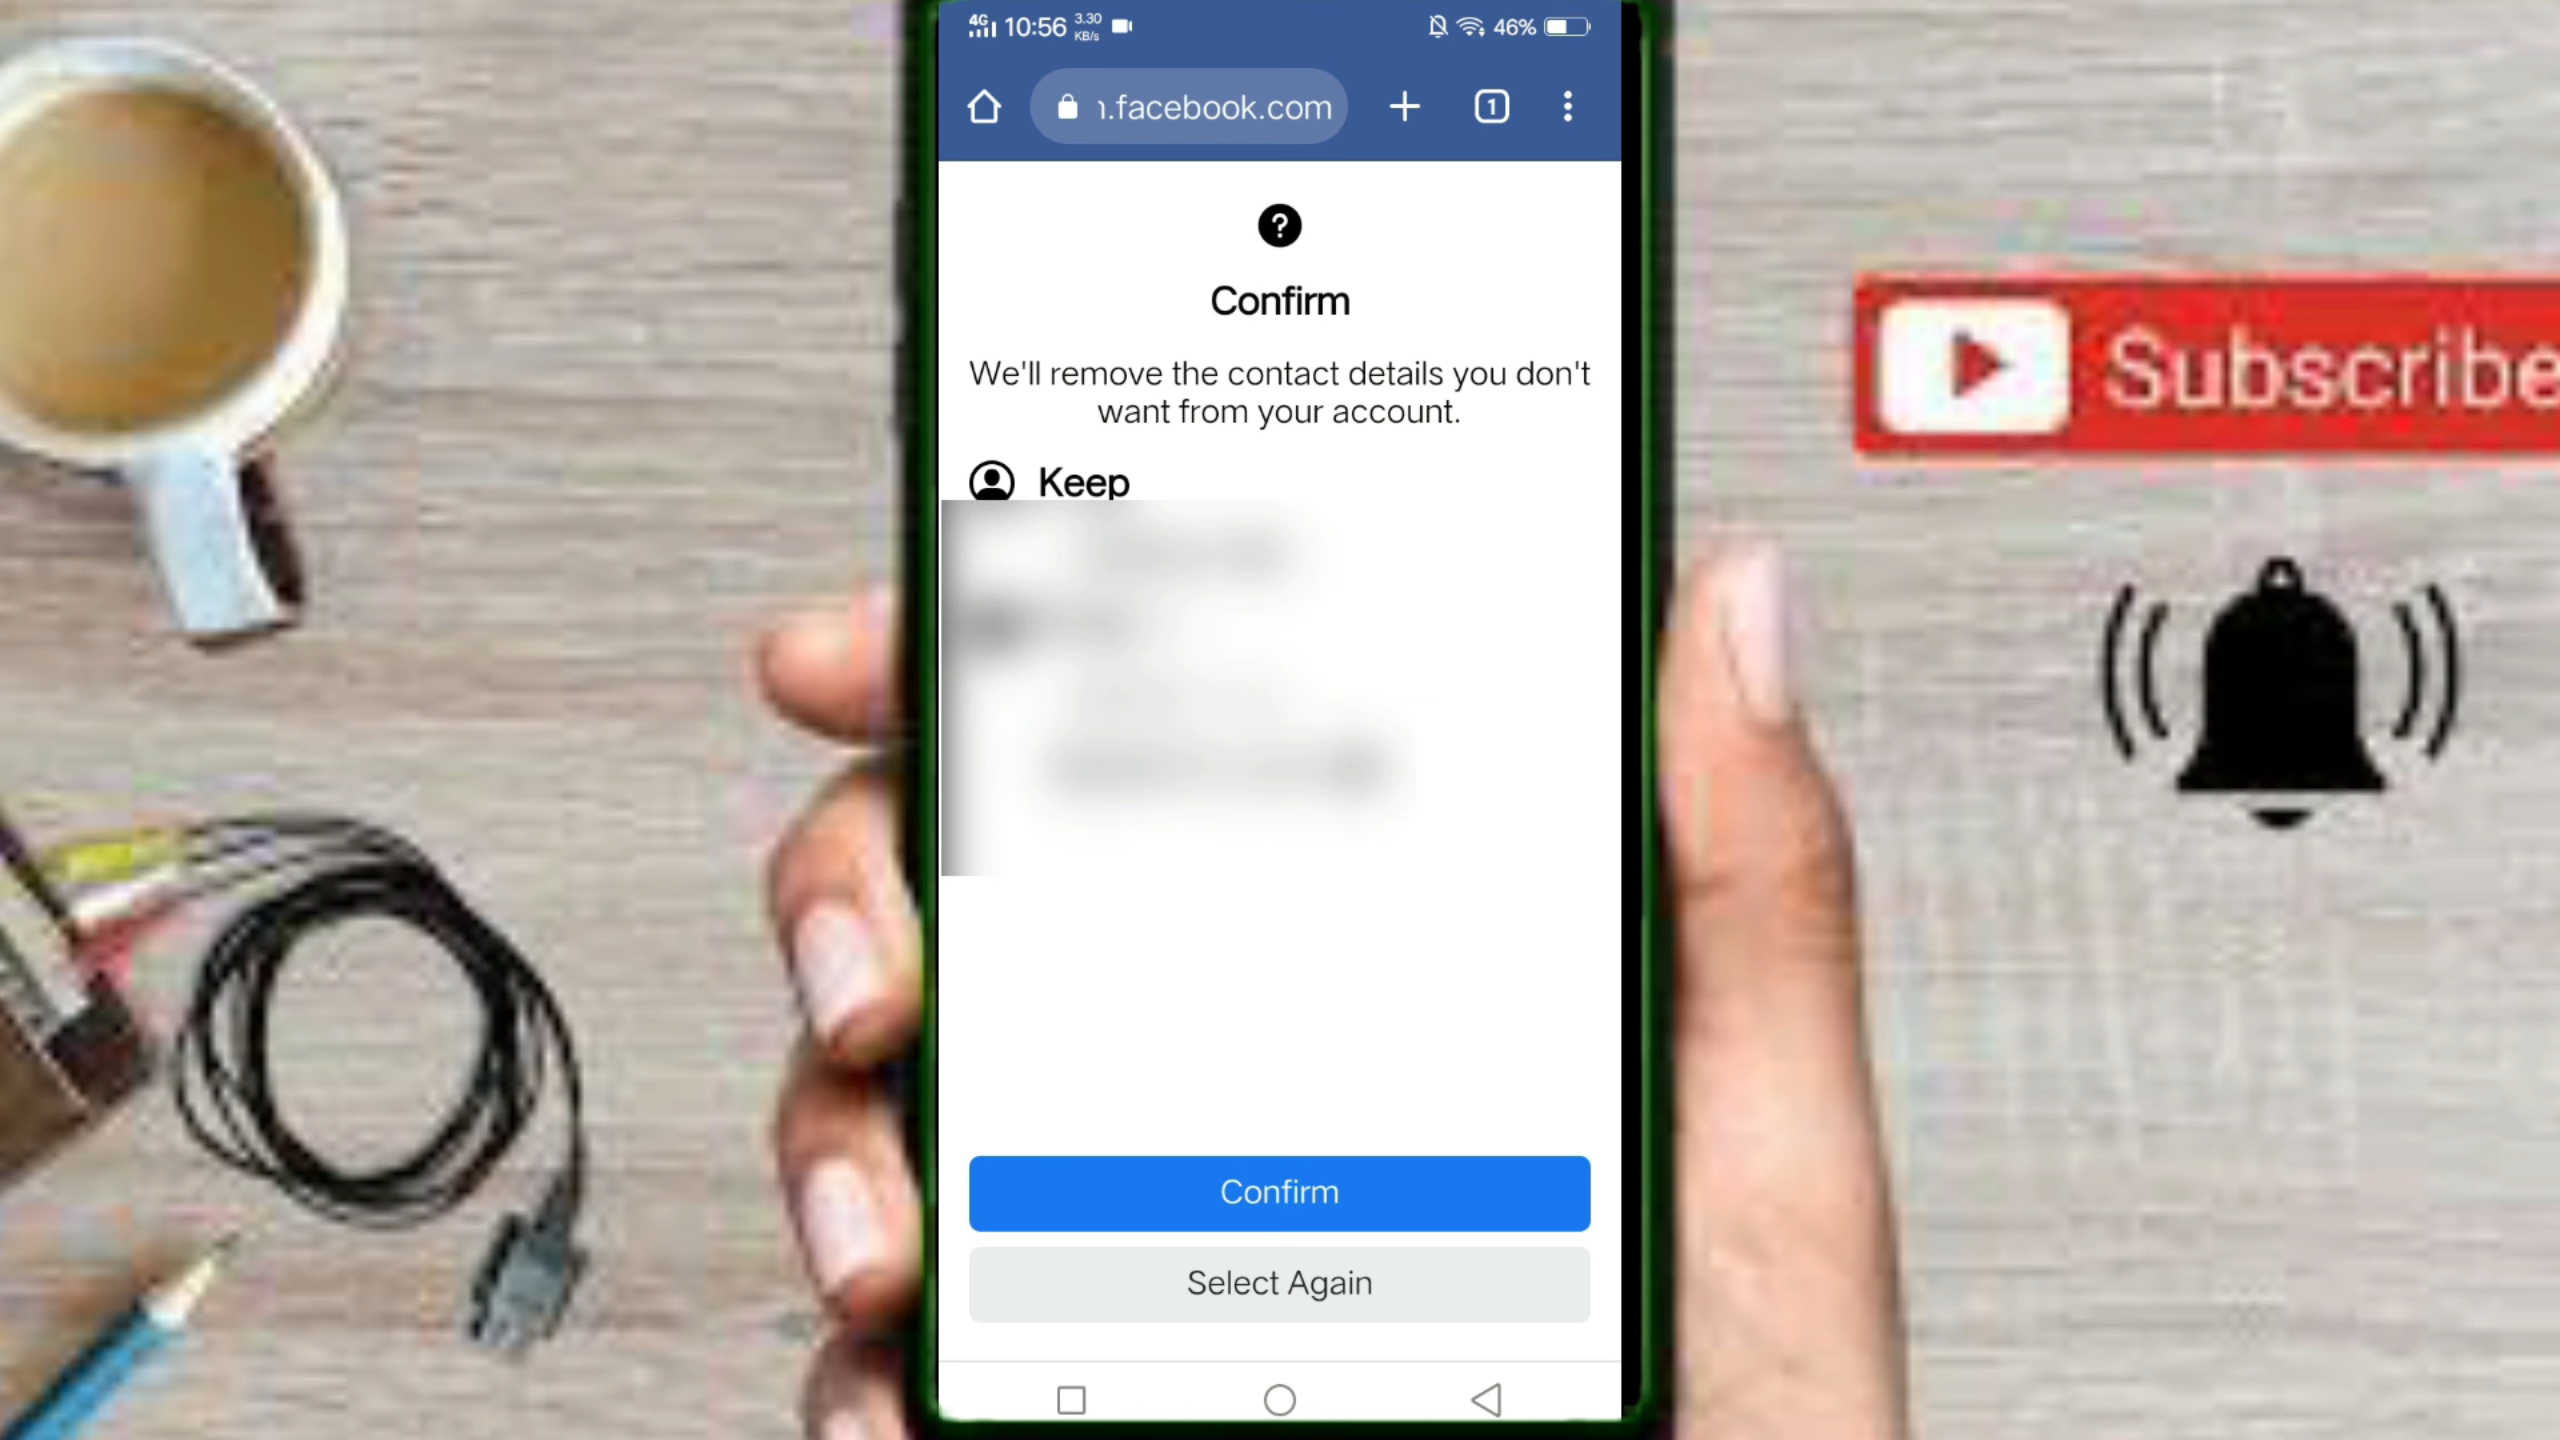 4G 10:56 3.30 KB/s 46%
.facebook.com 1
?
Confirm
We'll remove the contact details you don't
want from your account.
Keep
Confirm
Select Again
Subscribe